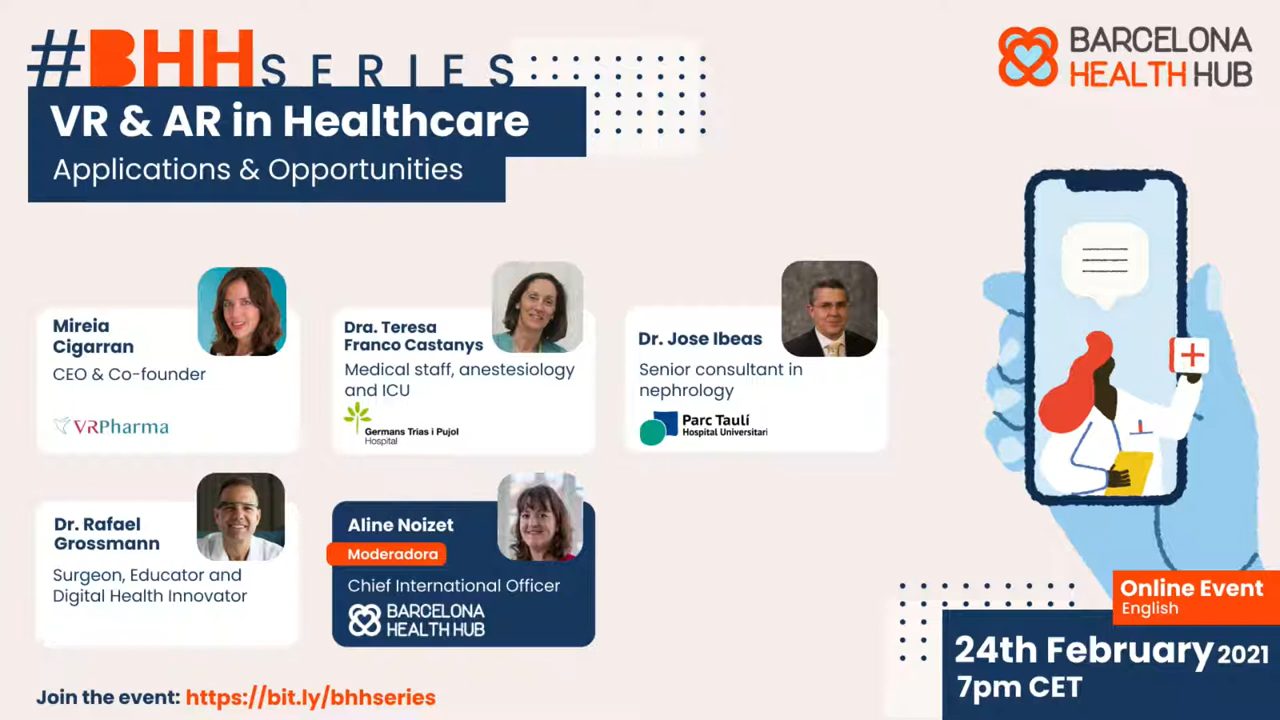 #BHH SERIES
VR & AR in Healthcare
Applications & Opportunities
BARCELONA
HEALTH HUB
Mireia
Cigarran
CEO & Co-founder
VRPharma
Dra. Teresa
Franco Castanys
Medical staff, anestesiology
and ICU
Germans Trias i Pujol
Hospital
Dr. Jose Ibeas
Senior consultant in
nephrology
Parc Taulí
Hospital Universitari
Dr. Rafael
Grossmann
Surgeon, Educator and
Digital Health Innovator
Aline Noizet
Moderadora
Chief International Officer
BARCELONA
HEALTH HUB
Online Event
English
24th February 2021
7pm CET
Join the event: https://bit.ly/bhhseries